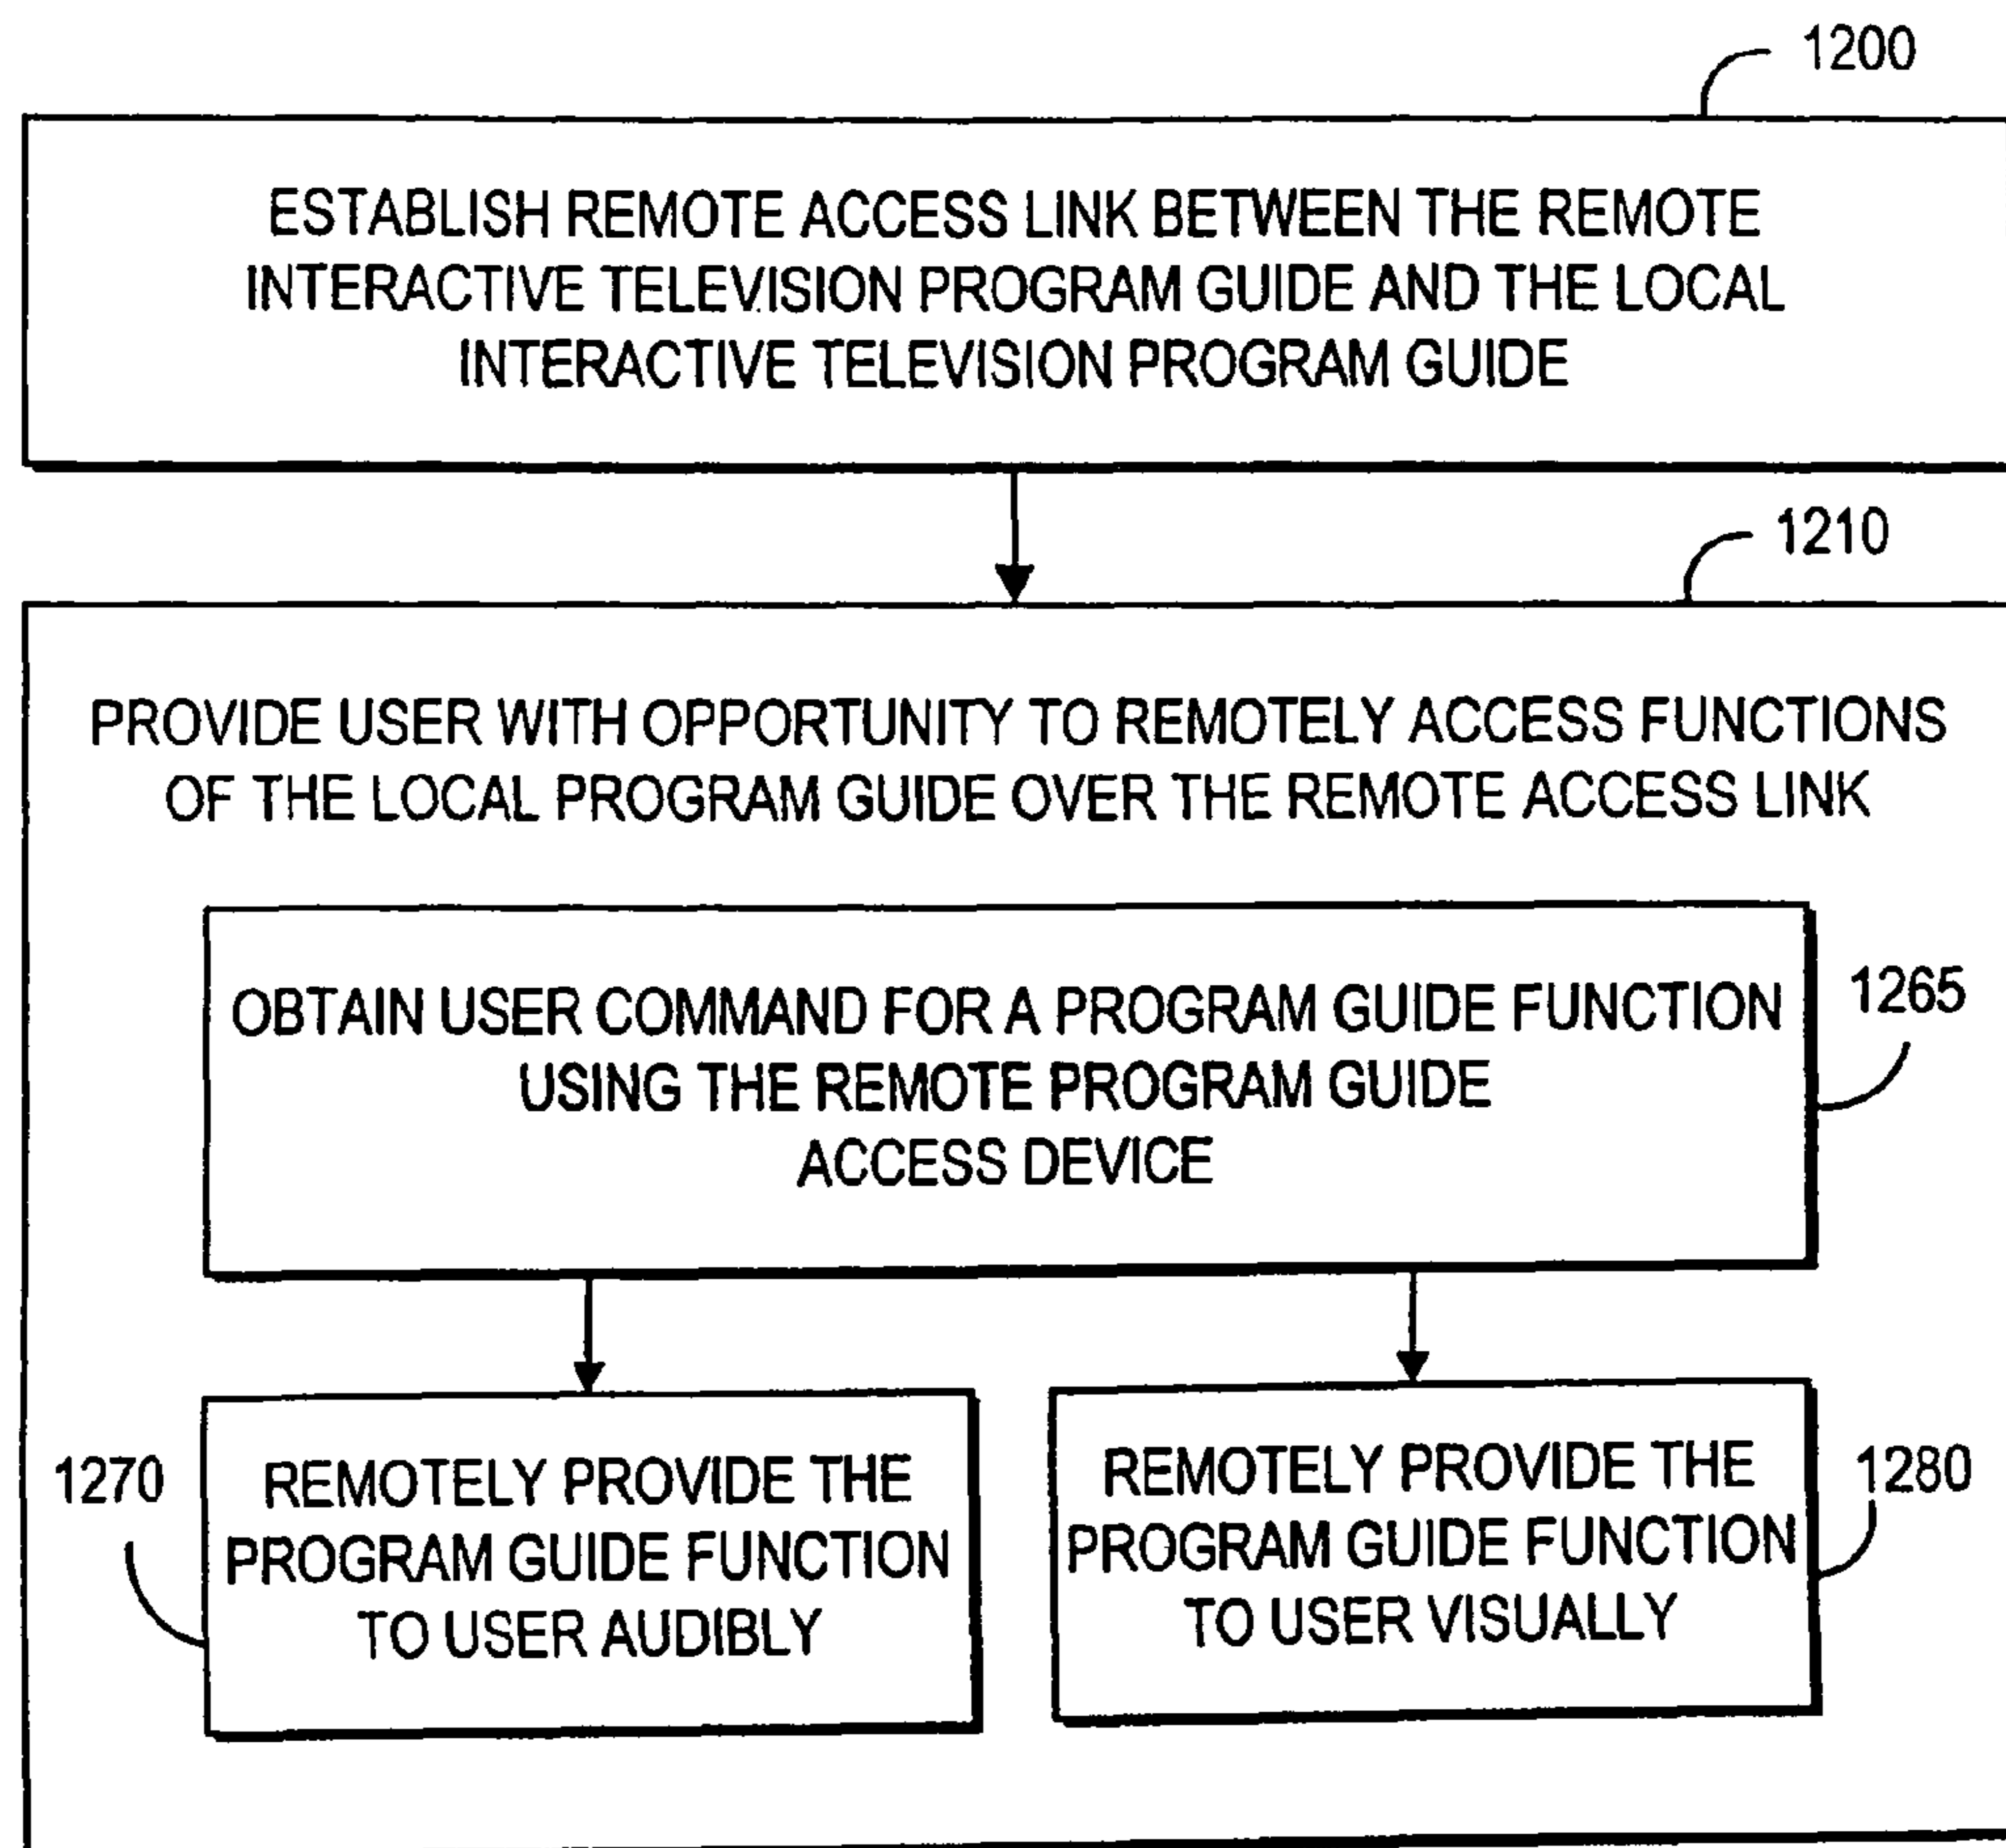 1200
ESTABLISH REMOTE ACCESS LINK BETWEEN THE REMOTE
INTERACTIVE TELEVISION PROGRAM GUIDE AND THE LOCAL
INTERACTIVE TELEVISION PROGRAM GUIDE
1210
PROVIDE USER WITH OPPORTUNITY TO REMOTELY ACCESS FUNCTIONS
OF THE LOCAL PROGRAM GUIDE OVER THE REMOTE ACCESS LINK
OBTAIN USER COMMAND FOR A PROGRAM GUIDE FUNCTION
USING THE REMOTE PROGRAM GUIDE
ACCESS DEVICE
1265
1270
REMOTELY PROVIDE THE
PROGRAM GUIDE FUNCTION
TO USER AUDIBLY
REMOTELY PROVIDE THE
PROGRAM GUIDE FUNCTION
TO USER VISUALLY
1280